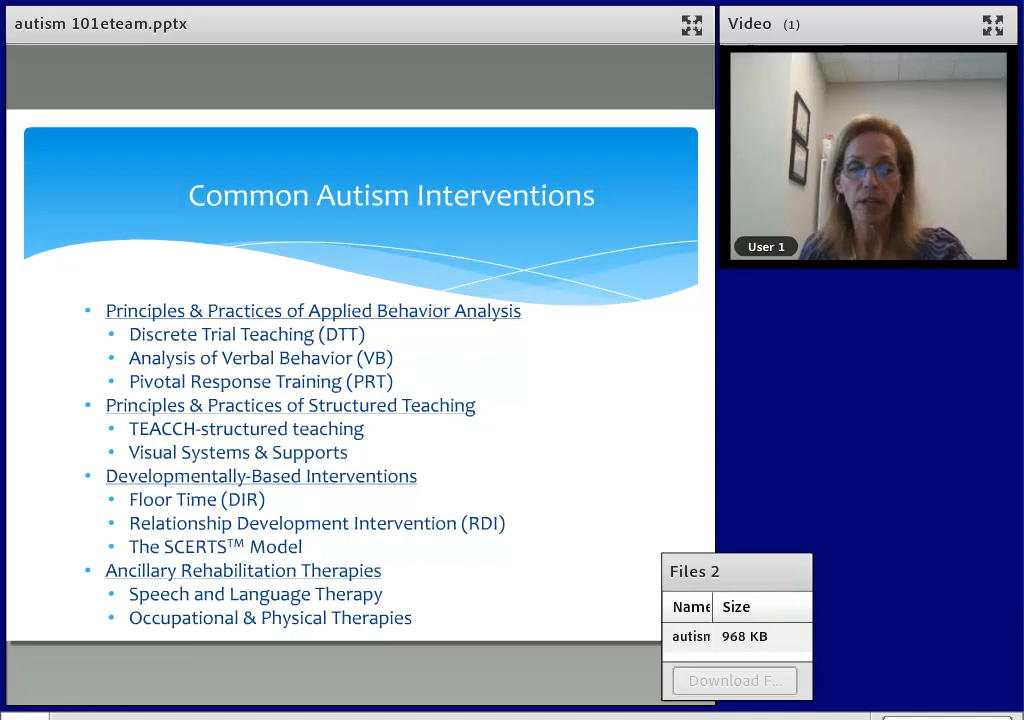 autism 101eteam.pptx
Video (1)
User 1
Common Autism Interventions
• Principles & Practices of Applied Behavior Analysis
• Discrete Trial Teaching (DTT)
• Analysis of Verbal Behavior (VB)
• Pivotal Response Training (PRT)
• Principles & Practices of Structured Teaching
• TEACCH-structured teaching
• Visual Systems & Supports
• Developmentally-Based Interventions
• Floor Time (DIR)
• Relationship Development Intervention (RDI)
• The SCERTS™ Model
• Ancillary Rehabilitation Therapies
• Speech and Language Therapy
• Occupational & Physical Therapies
Files 2
Name Size
autism 968 KB
Download F...